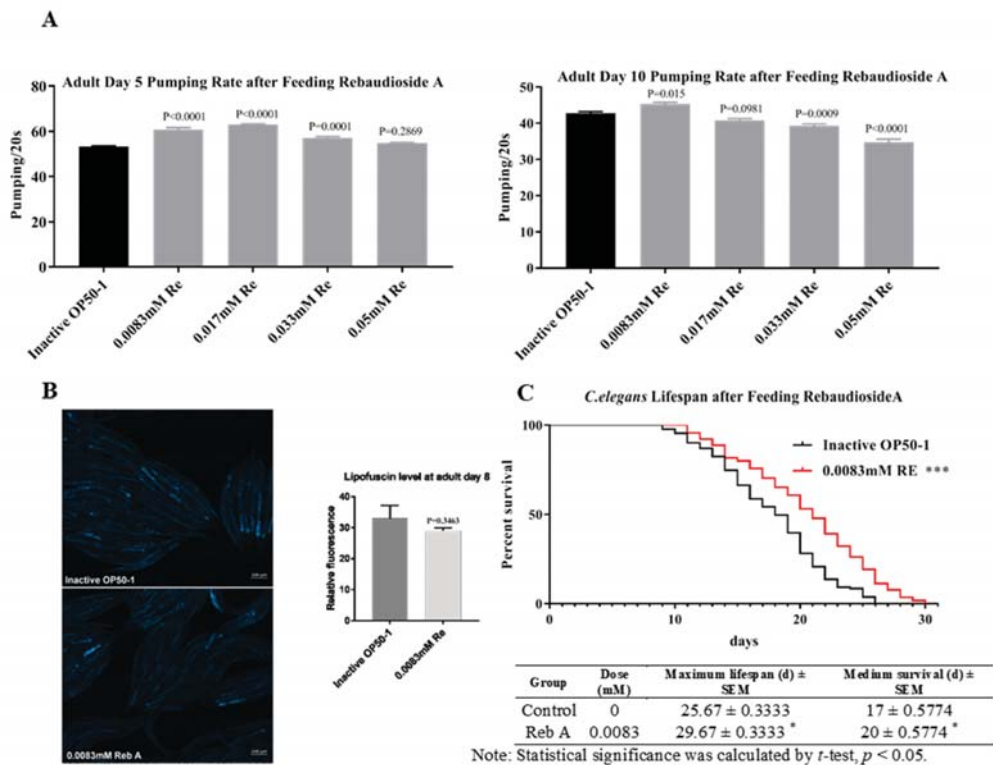 A
Adult Day 5 Pumping Rate after Feeding Rebaudioside A
Pumping/20s
80
60
40
20
0
P<0.0001
P<0.0001
P=0.0001
P=0.2869
Inactive OP50-1
0.0083mM Re
0.017mM Re
0.033mM Re
0.05mM Re
Adult Day 10 Pumping Rate after Feeding Rebaudioside A
Pumping/20s
50
40
30
20
10
0
P=0.015
P=0.0981
P=0.0009
P<0.0001
Inactive OP50-1
0.0083mM Re
0.017mM Re
0.033mM Re
0.05mM Re
B
Inactive OP50-1
0.0083mM Reb A
Lipofuscin level at adult day 8
Relative fluorescence
40
30
20
10
0
P=0.3463
Inactive OP50-1
0.0083mM Re
C
C.elegans Lifespan after Feeding RebaudiosideA
Percent survival
100
50
0
0
10
20
30
days
Inactive OP50-1
0.0083mM RE ***
Group Dose (mM) Maximum lifespan (d) ± SEM Medium survival (d) ± SEM
Control 0 25.67 ± 0.3333 17 ± 0.5774
Reb A 0.0083 29.67 ± 0.3333 * 20 ± 0.5774 *
Note: Statistical significance was calculated by t-test, p < 0.05.